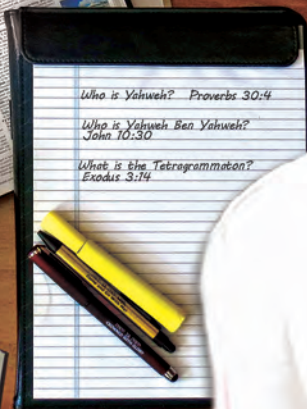 Who is Yahweh? Proverbs 30:4
Who is Yahweh Ben Yahweh?
John 10:30
What is the Tetragrammaton?
Exodus 3:14